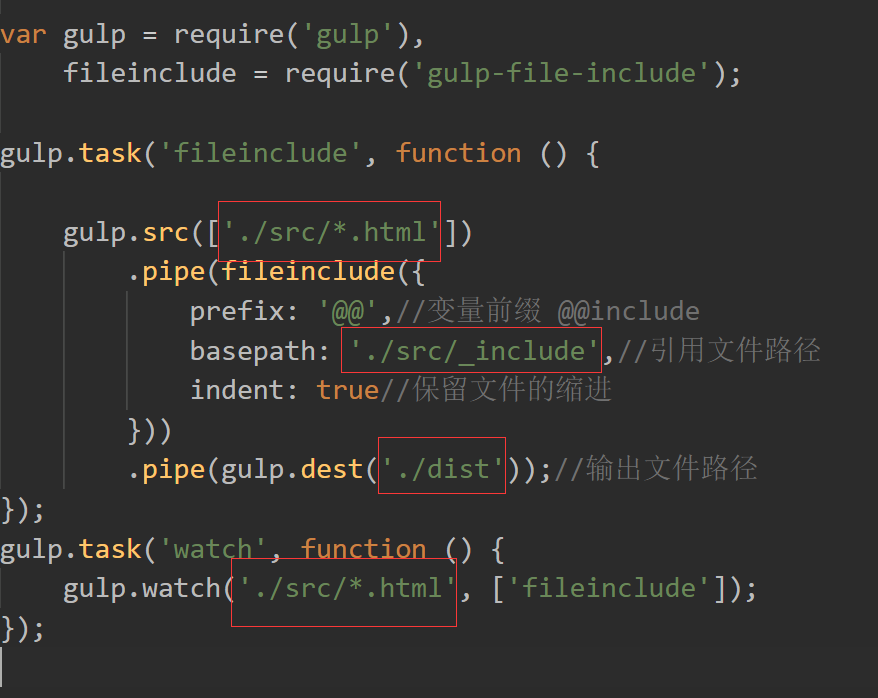 var gulp = require('gulp'),
fileinclude = require('gulp-file-include');
gulp.task('fileinclude', function () {
gulp.src(['./src/*.html'])
.pipe(fileinclude({
prefix: '@@',//变量前缀 @@include
basepath: './src/_include',//引用文件路径
indent: true//保留文件的缩进
}))
.pipe(gulp.dest('./dist'));//输出文件路径
});
gulp.task('watch', function () {
gulp.watch('./src/*.html', ['fileinclude']);
});